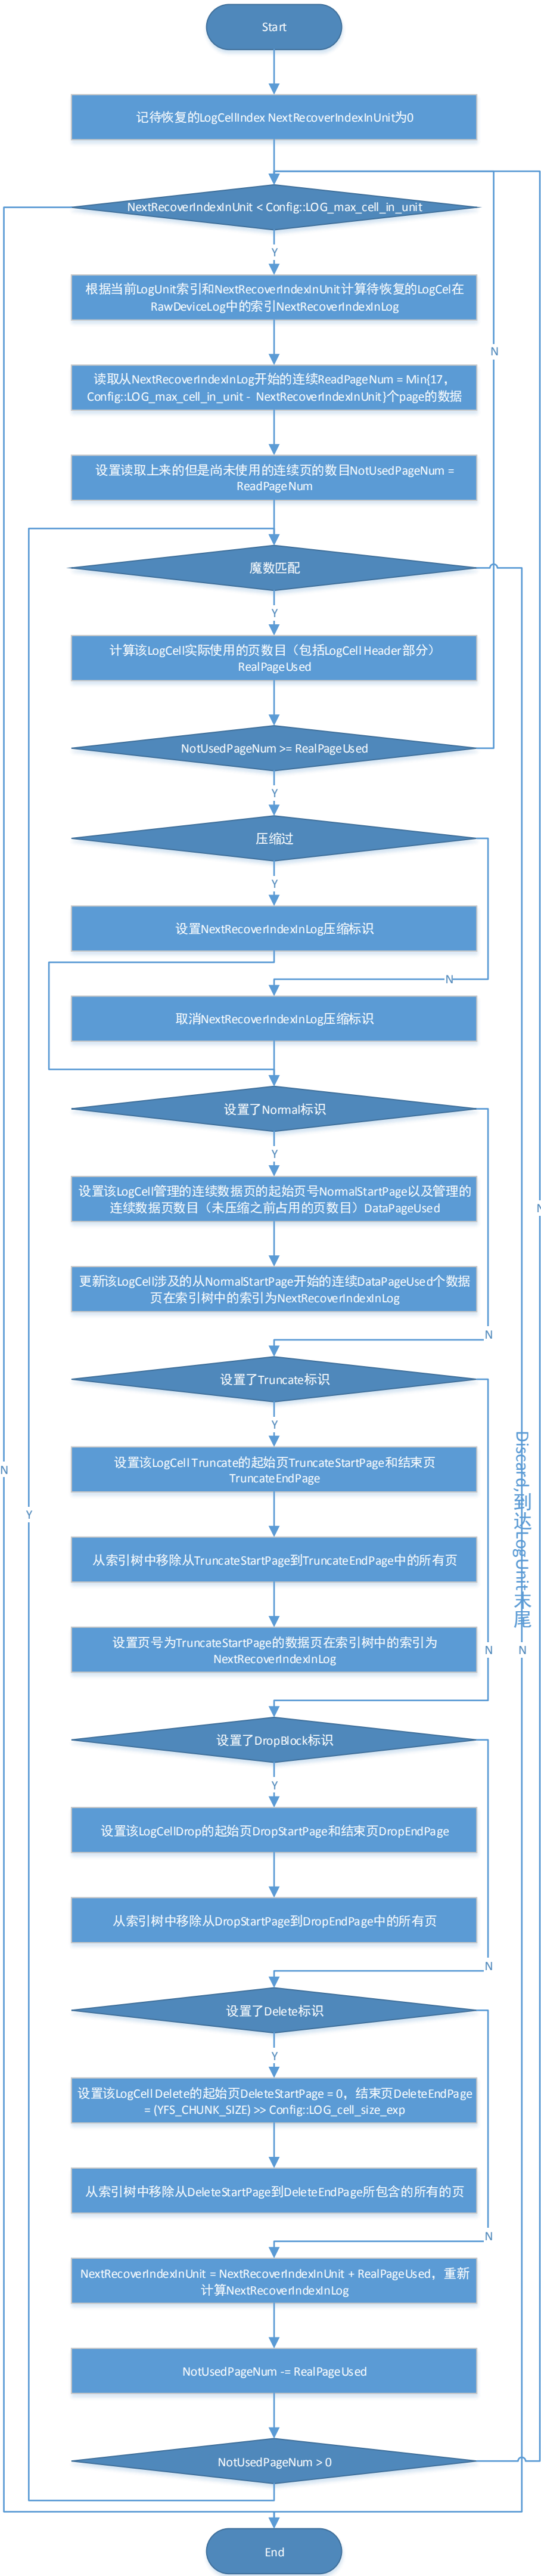 Start
记待恢复的LogCellIndex NextRecoverIndexInUnit为0
NextRecoverIndexInUnit < Config::LOG_max_cell_in_unit
Y
根据当前LogUnit索引和NextRecoverIndexInUnit计算待恢复的LogCel在
RawDeviceLog中的索引NextRecoverIndexInLog
N
读取从NextRecoverIndexInLog开始的连续ReadPageNum = Min{17,
Config::LOG_max_cell_in_unit - NextRecoverIndexInUnit}个page的数据
设置读取上来的但是尚未使用的连续页的数目NotUsedPageNum =
ReadPageNum
魔数匹配
Y
计算该LogCell实际使用的页数目（包括LogCell Header部分）
RealPageUsed
NotUsedPageNum >= RealPageUsed
Y
压缩过
Y
设置NextRecoverIndexInLog压缩标识
N
取消NextRecoverIndexInLog压缩标识
设置了Normal标识
Y
设置该LogCell管理的连续数据页的起始页号NormalStartPage以及管理的
连续数据页数目（未压缩之前占用的页数目）DataPageUsed
N
更新该LogCell涉及的从NormalStartPage开始的连续DataPageUsed个数据
页在索引树中的索引为NextRecoverIndexInLog
N
设置了Truncate标识
Y
设置该LogCell Truncate的起始页TruncateStartPage和结束页
TruncateEndPage
N
Y
Discard,到达LogUnit末尾
从索引树中移除从TruncateStartPage到TruncateEndPage中的所有页
设置页号为TruncateStartPage的数据页在索引树中的索引为
NextRecoverIndexInLog
N
N
设置了DropBlock标识
Y
设置该LogCellDrop的起始页DropStartPage和结束页DropEndPage
从索引树中移除从DropStartPage到DropEndPage中的所有页
N
设置了Delete标识
Y
设置该LogCell Delete的起始页DeleteStartPage = 0，结束页DeleteEndPage
= (YFS_CHUNK_SIZE) >> Config::LOG_cell_size_exp
从索引树中移除从DeleteStartPage到DeleteEndPage所包含的所有的页
N
NextRecoverIndexInUnit = NextRecoverIndexInUnit + RealPageUsed，重新
计算NextRecoverIndexInLog
NotUsedPageNum -= RealPageUsed
NotUsedPageNum > 0
End